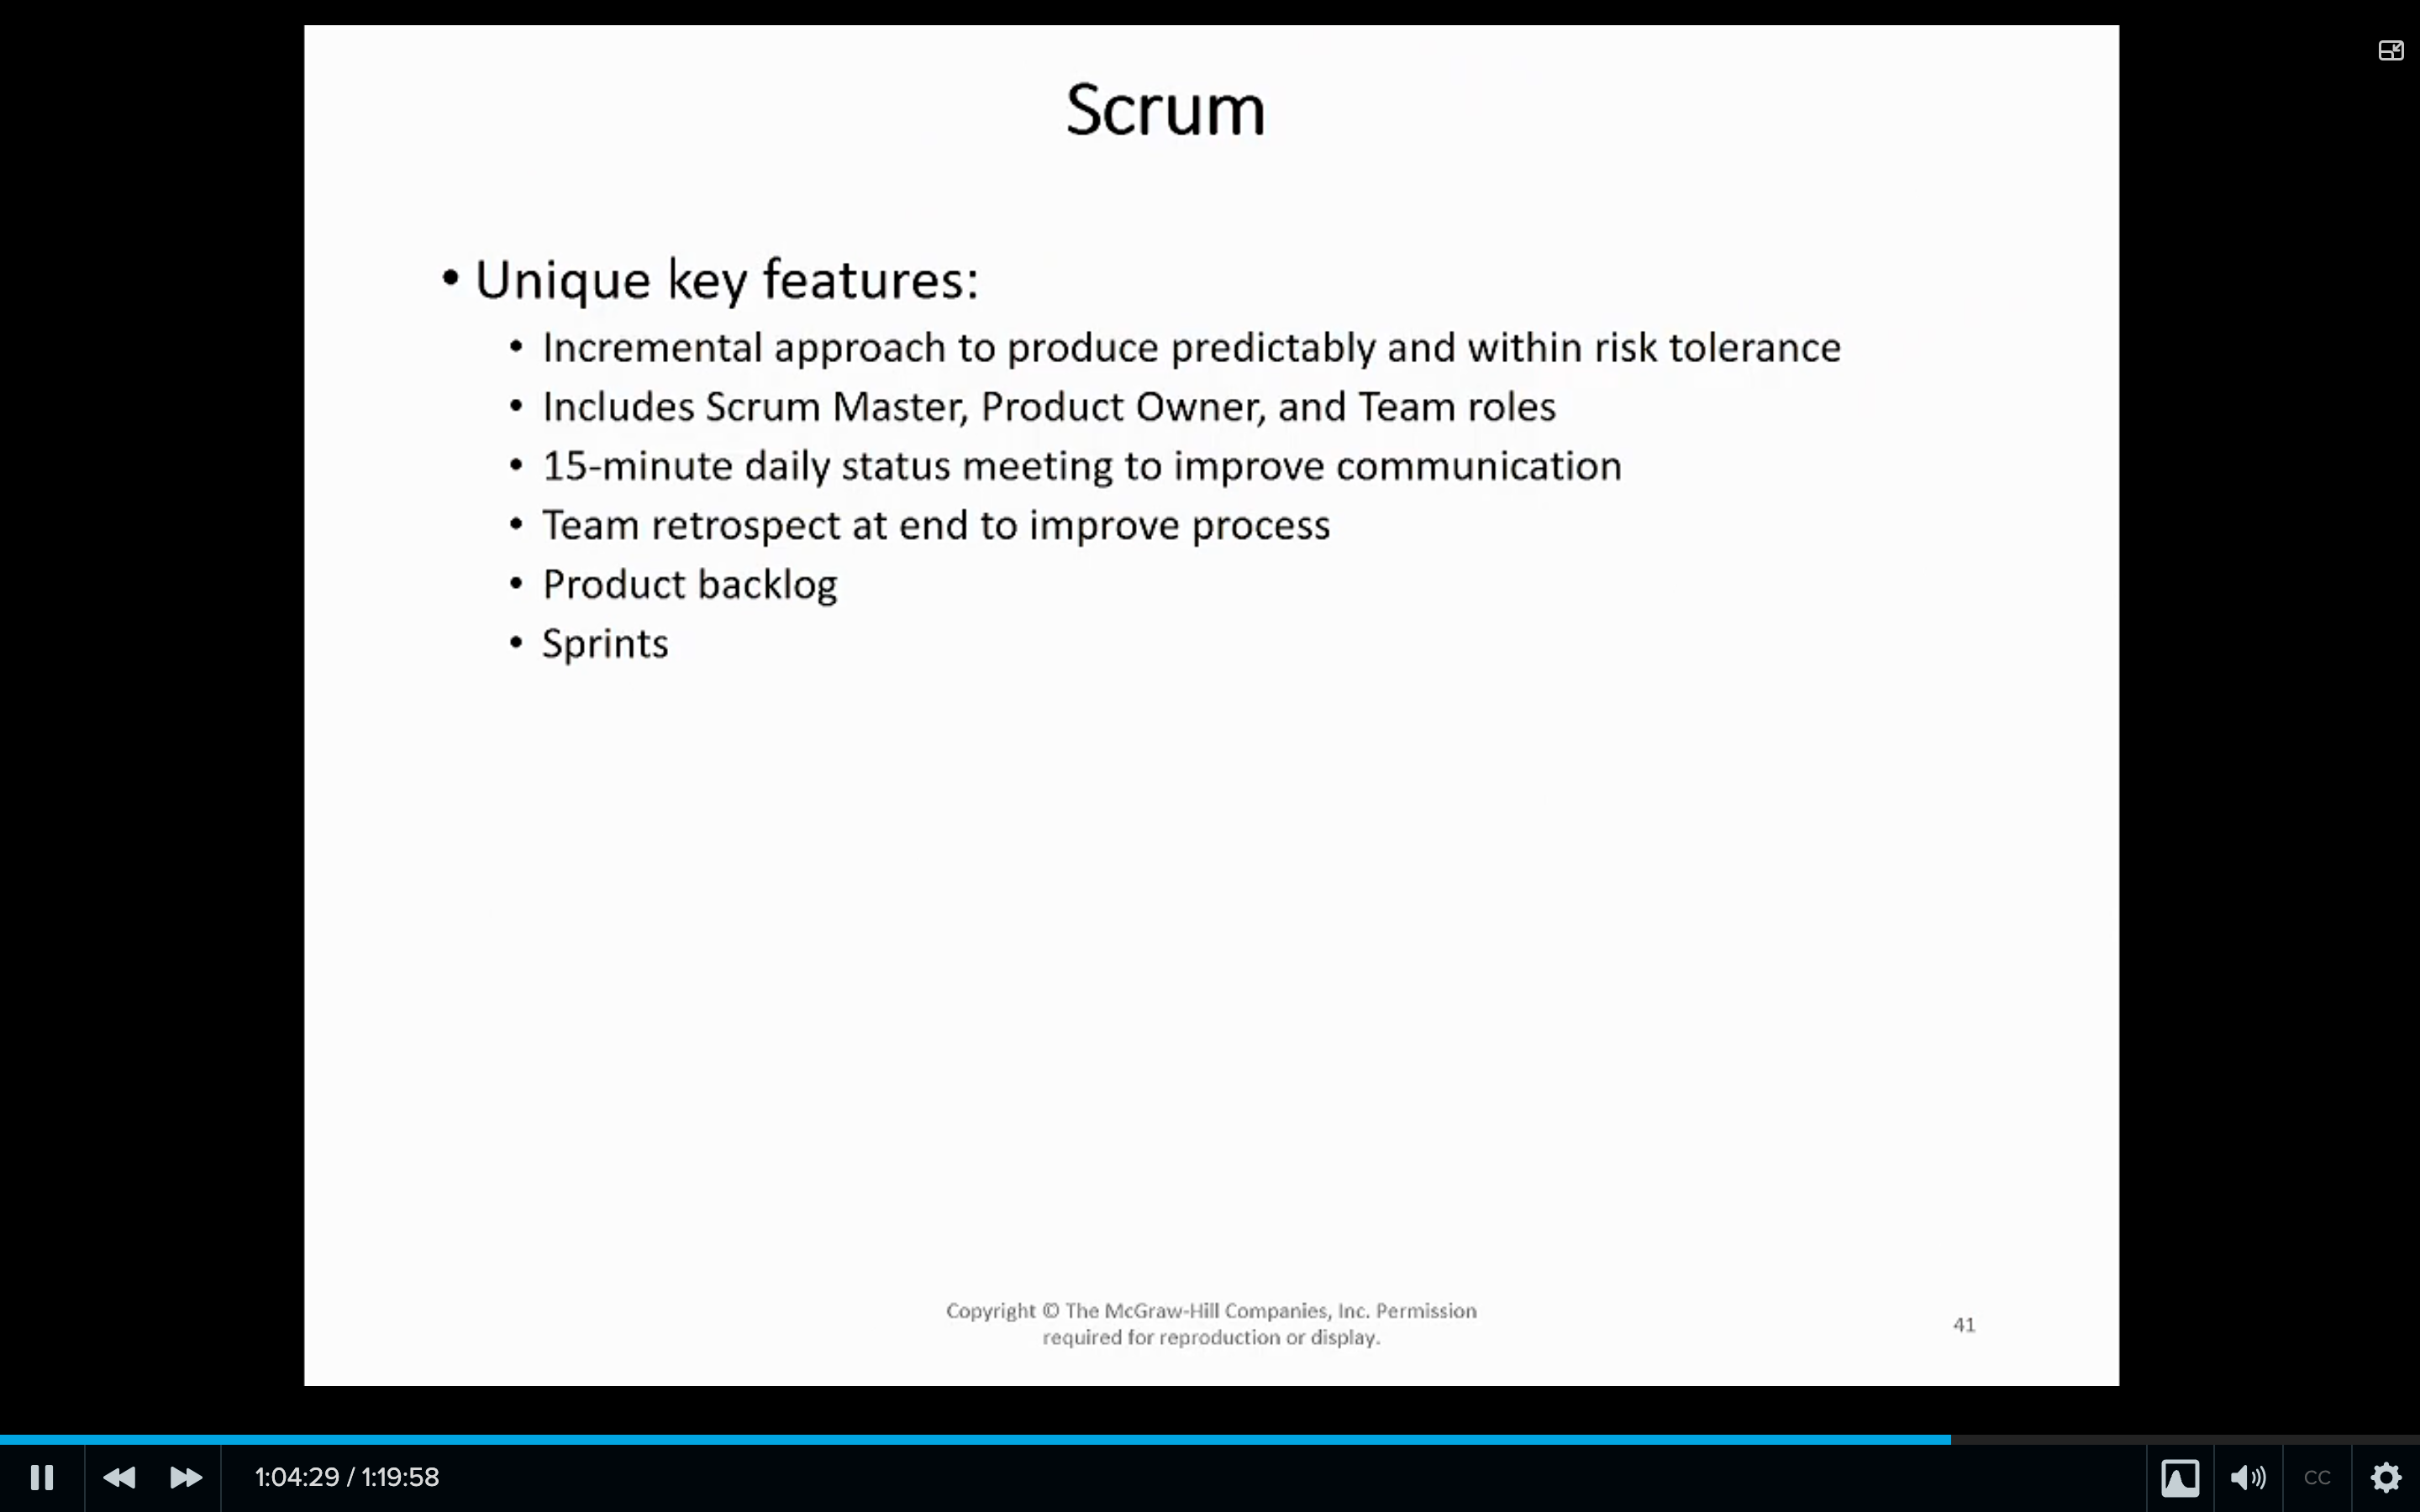 Scrum
• Unique key features:
• Incremental approach to produce predictably and within risk tolerance
• Includes Scrum Master, Product Owner, and Team roles
• 15-minute daily status meeting to improve communication
• Team retrospect at end to improve process
• Product backlog
• Sprints
Copyright © The McGraw-Hill Companies, Inc. Permission
required for reproduction or display.
41
1:04:29 / 1:19:58
CC